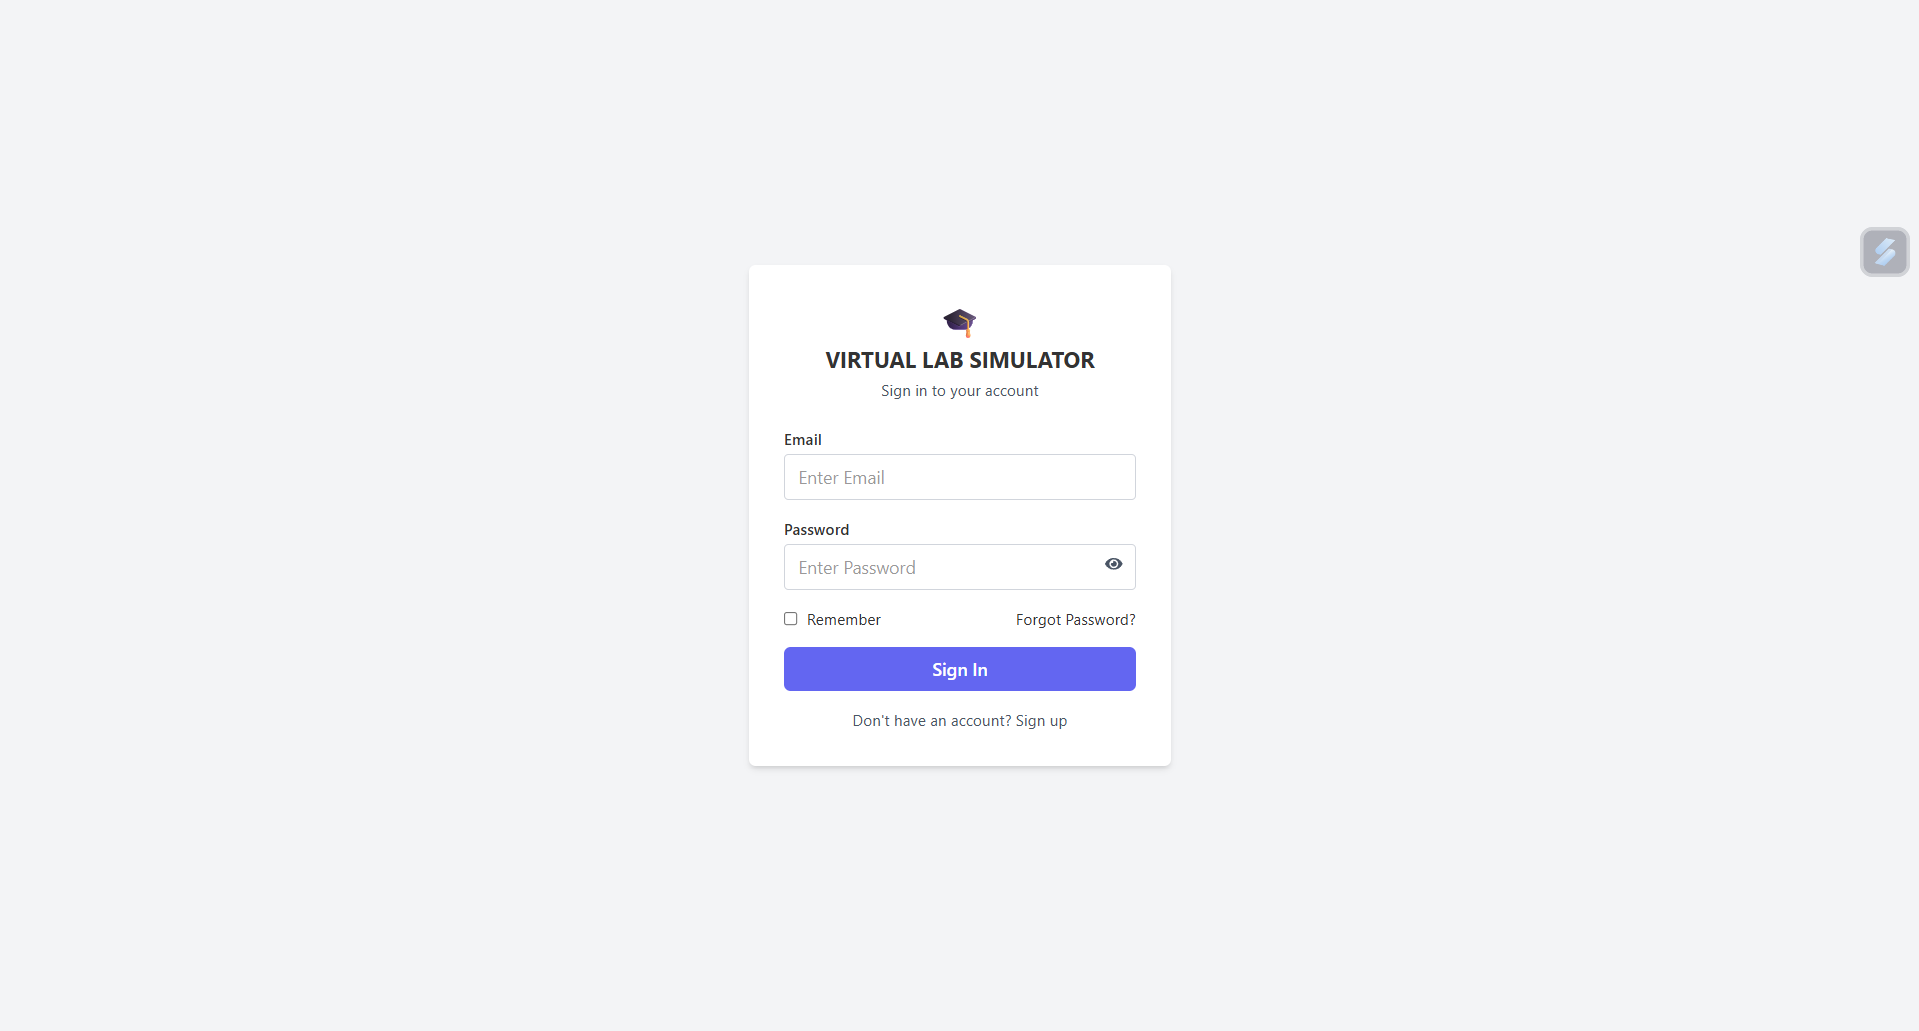 VIRTUAL LAB SIMULATOR
Sign in to your account
Email
Enter Email
Password
Enter Password
Remember Forgot Password?
Sign In
Don't have an account? Sign up